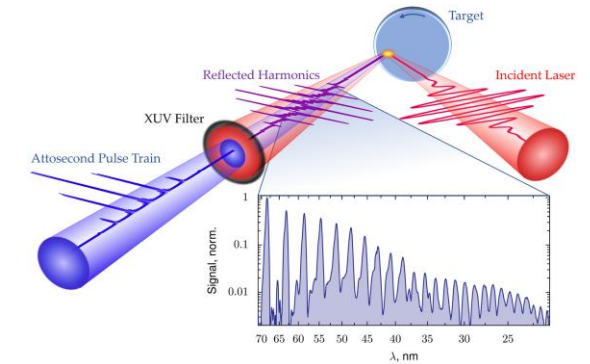 Target
Reflected Harmonics
Incident Laser
XUV Filter
Attosecond Pulse Train
Signal, norm.
1
0.1
0.01
70 65 60 55 50 45 40 35 30 25
λ, nm